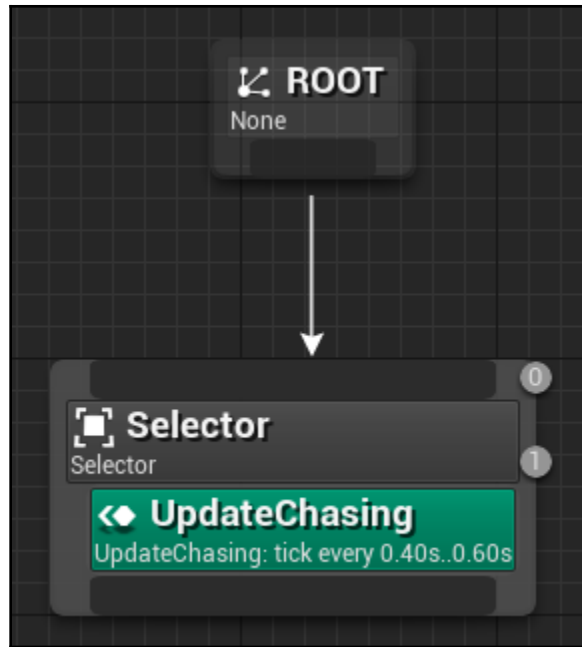 ROOT
None
0
Selector
Selector
1
UpdateChasing
UpdateChasing: tick every 0.40s..0.60s